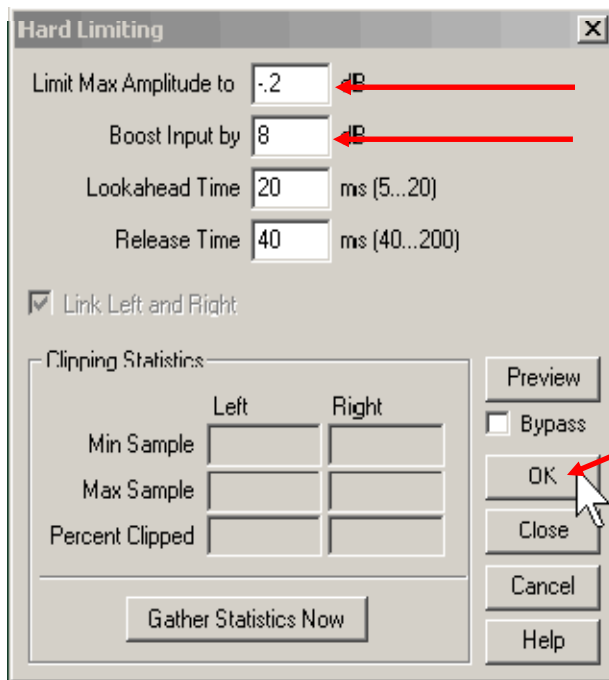 Hard Limiting
Limit Max Amplitude to -.2 dB
Boost Input by 8 dB
Lookahead Time 20 ms (5...20)
Release Time 40 ms (40...200)
Link Left and Right
Clipping Statistics
Left Right
Min Sample
Max Sample
Percent Clipped
Gather Statistics Now
Preview
Bypass
OK
Close
Cancel
Help